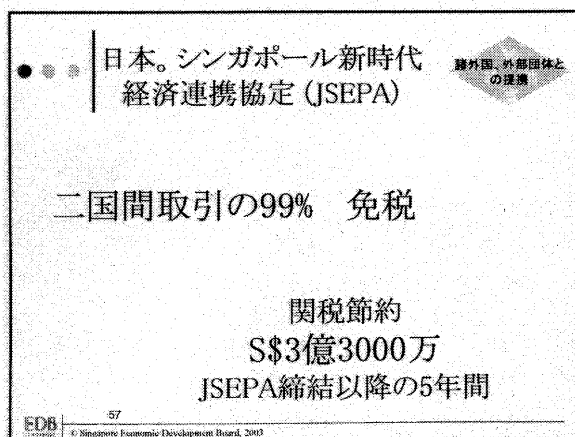 日本。シンガポール新時代
経済連携協定 (JSEPA)
諸外国、外部団体と
の提携
二国間取引の99%　免税
関税節約
S$3億3000万
JSEPA締結以降の5年間
EDB
57
© Singapore Economic Development Board, 2003